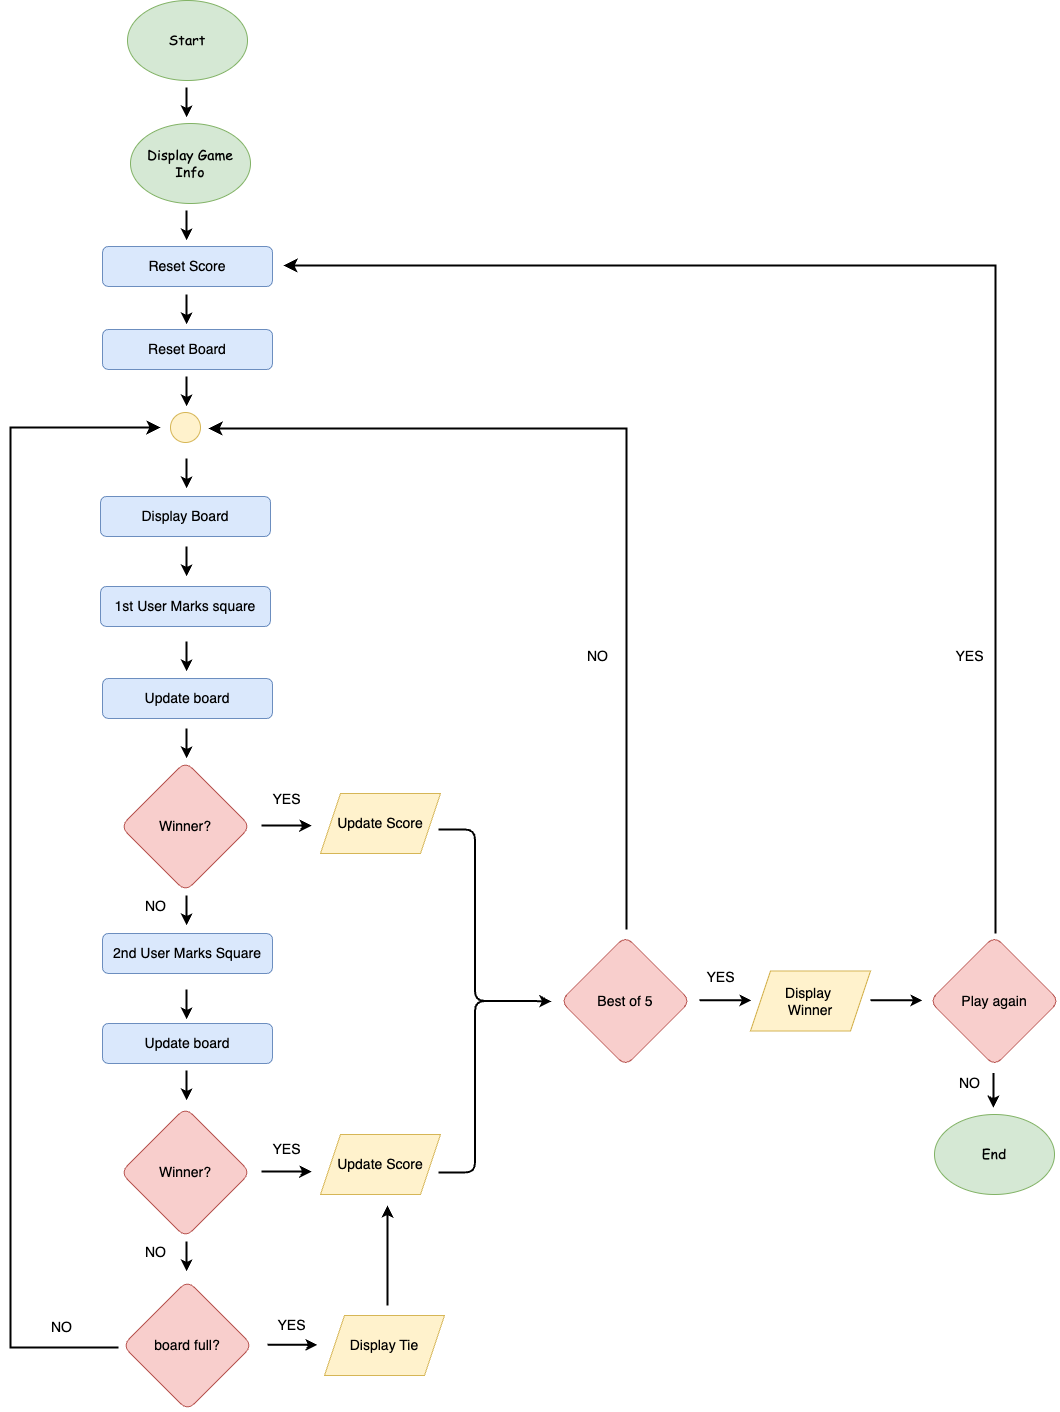 Start
Display Game
Info
Reset Score
Reset Board
Display Board
1st User Marks square
NO
YES
Update board
YES
Winner?
Update Score
NO
2nd User Marks Square
YES
Best of 5
Display
Winner
Play again
Update board
NO
YES
Winner?
Update Score
End
NO
NO
YES
board full?
Display Tie